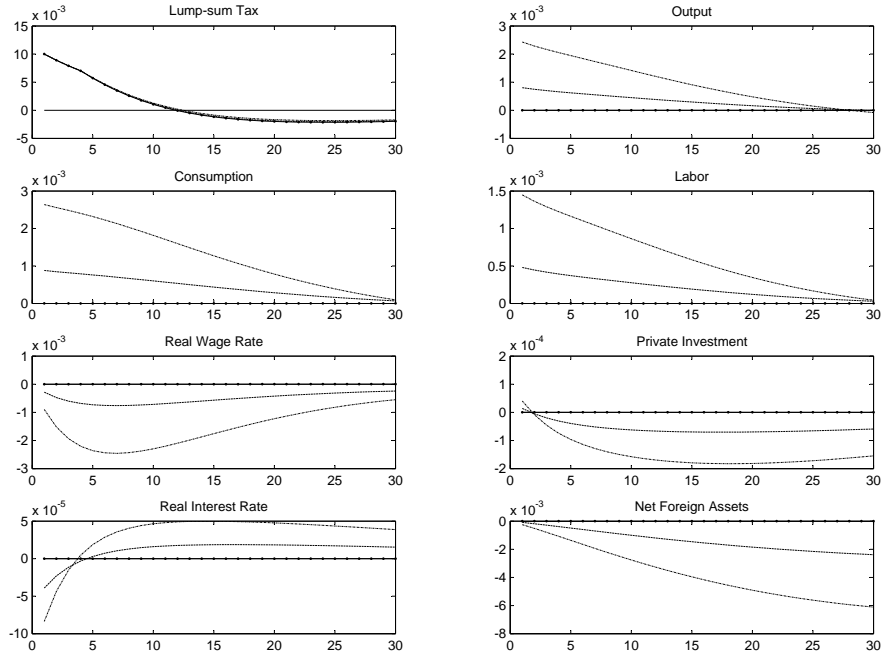 x 10⁻³ Lump-sum Tax
15
10
5
0
-5
0 5 10 15 20 25 30
x 10⁻³ Output
3
2
1
0
-1
0 5 10 15 20 25 30
x 10⁻³ Consumption
3
2
1
0
0 5 10 15 20 25 30
x 10⁻³ Labor
1.5
1
0.5
0
0 5 10 15 20 25 30
x 10⁻³ Real Wage Rate
1
0
-1
-2
-3
0 5 10 15 20 25 30
x 10⁻⁴ Private Investment
2
0
-2
0 5 10 15 20 25 30
x 10⁻⁵ Real Interest Rate
5
0
-5
-10
0 5 10 15 20 25 30
x 10⁻³ Net Foreign Assets
0
-2
-4
-6
-8
0 5 10 15 20 25 30